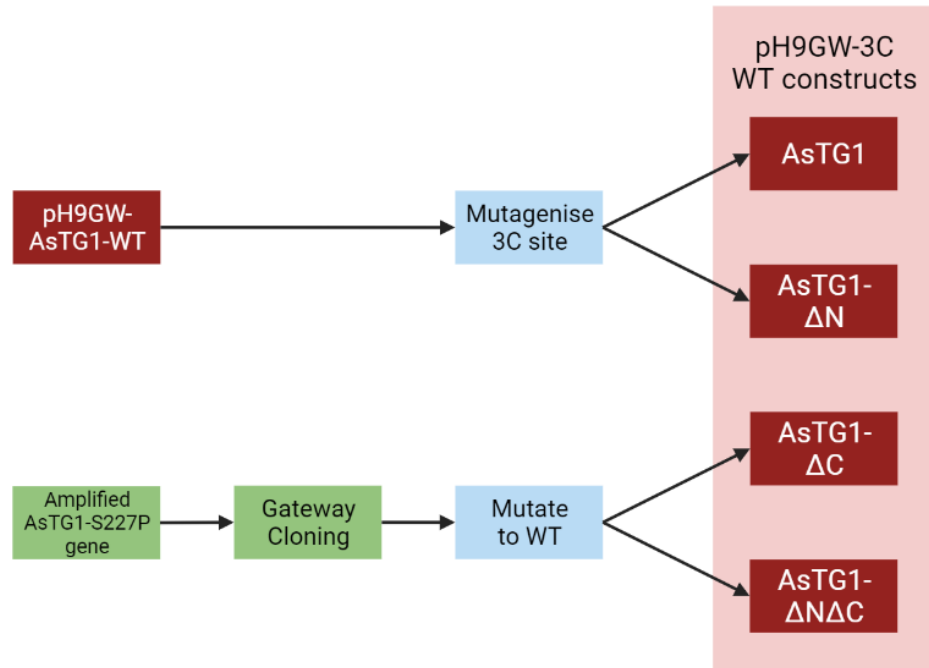 pH9GW-3C
WT constructs
AsTG1
pH9GW-
AsTG1-WT
Mutagenise
3C site
AsTG1-
ΔN
AsTG1-
ΔC
Amplified
AsTG1-S227P
gene
Gateway
Cloning
Mutate
to WT
AsTG1-
ΔNΔC